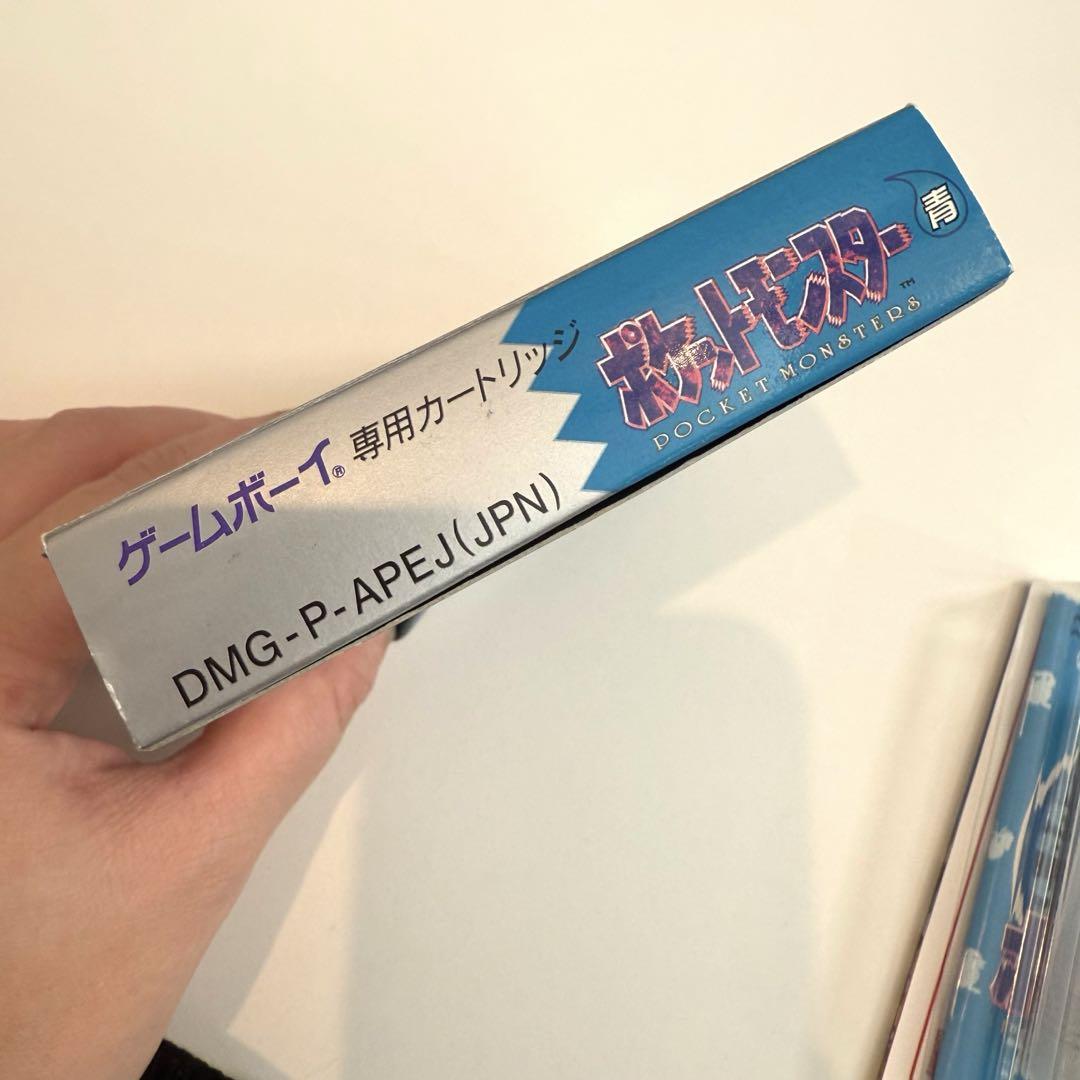 ゲームボーイ® 専用カートリッジ
DMG-P-APEJ(JPN)
ポケットモンスター™
POCKET MONSTERS
青